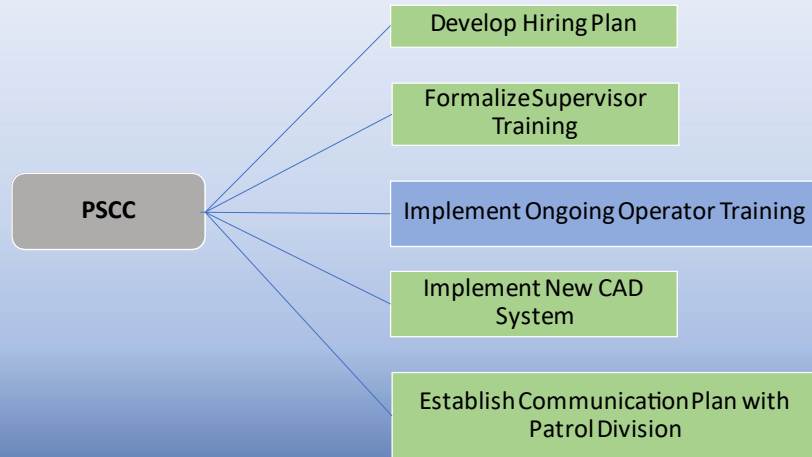 Develop Hiring Plan
Formalize Supervisor
Training
PSCC
Implement Ongoing Operator Training
Implement New CAD
System
Establish Communication Plan with
Patrol Division